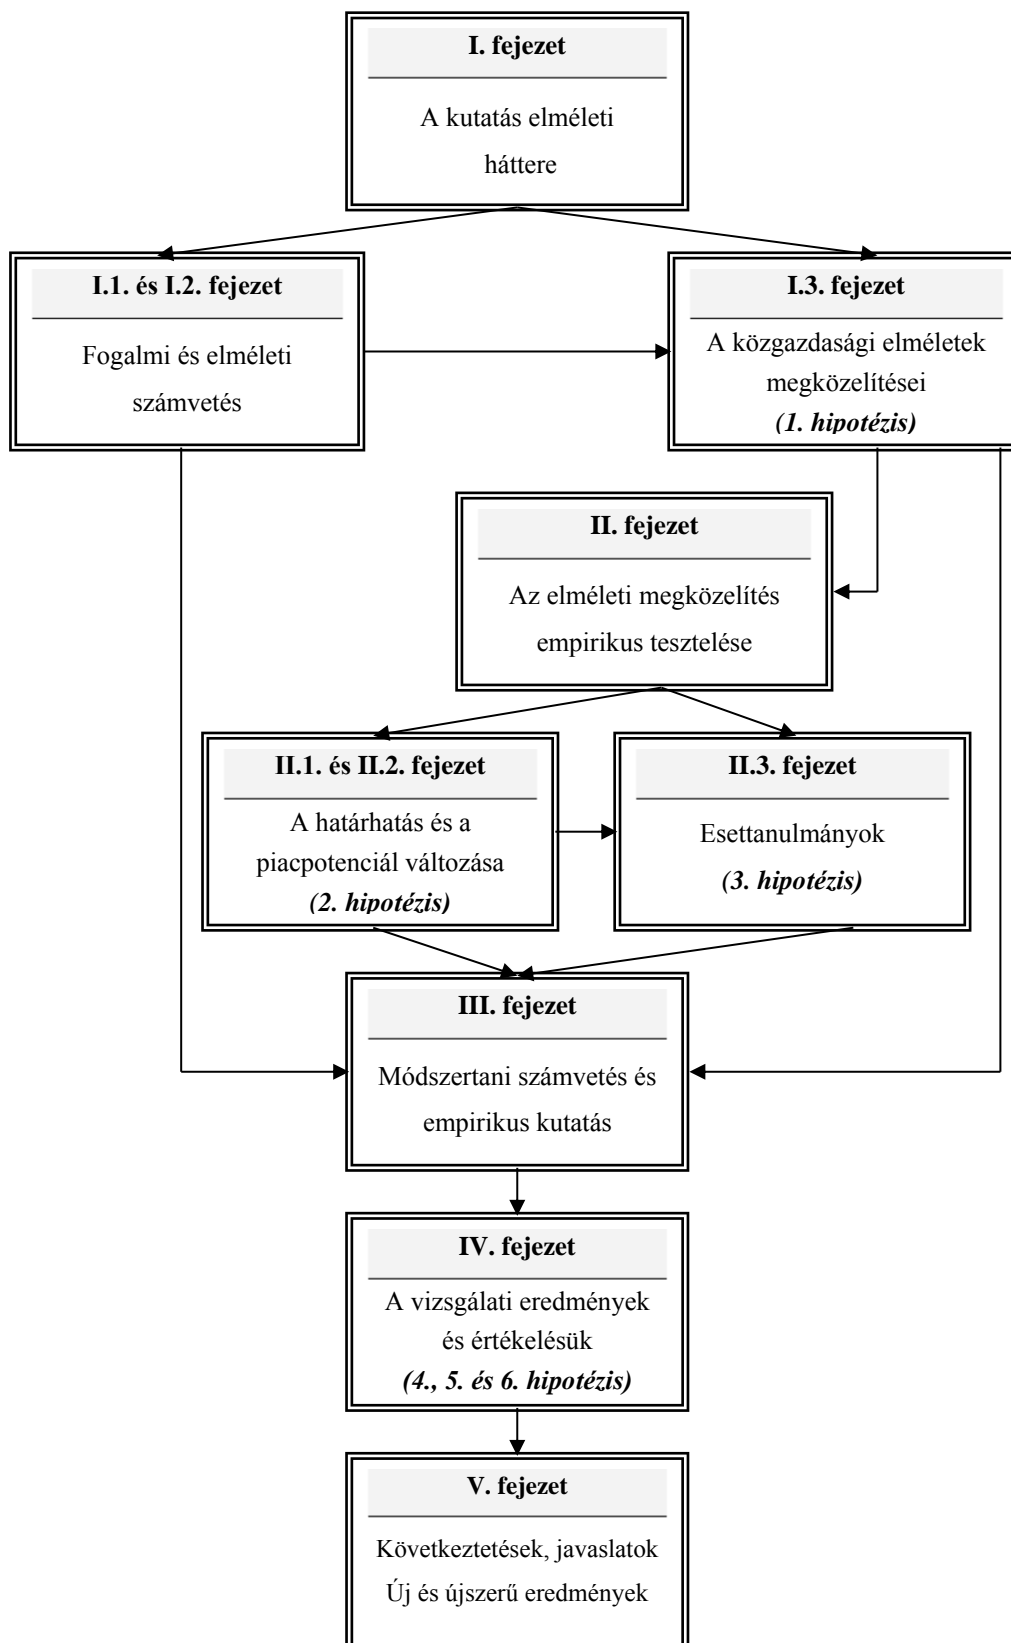 I. fejezet
A kutatás elméleti
háttere
I.1. és I.2. fejezet
Fogalmi és elméleti
számvetés
I.3. fejezet
A közgazdasági elméletek
megközelítései
(1. hipotézis)
II. fejezet
Az elméleti megközelítés
empirikus tesztelése
II.1. és II.2. fejezet
A határhatás és a
piacpotenciál változása
(2. hipotézis)
II.3. fejezet
Esettanulmányok
(3. hipotézis)
III. fejezet
Módszertani számvetés és
empirikus kutatás
IV. fejezet
A vizsgálati eredmények
és értékelésük
(4., 5. és 6. hipotézis)
V. fejezet
Következtetések, javaslatok
Új és újszerű eredmények